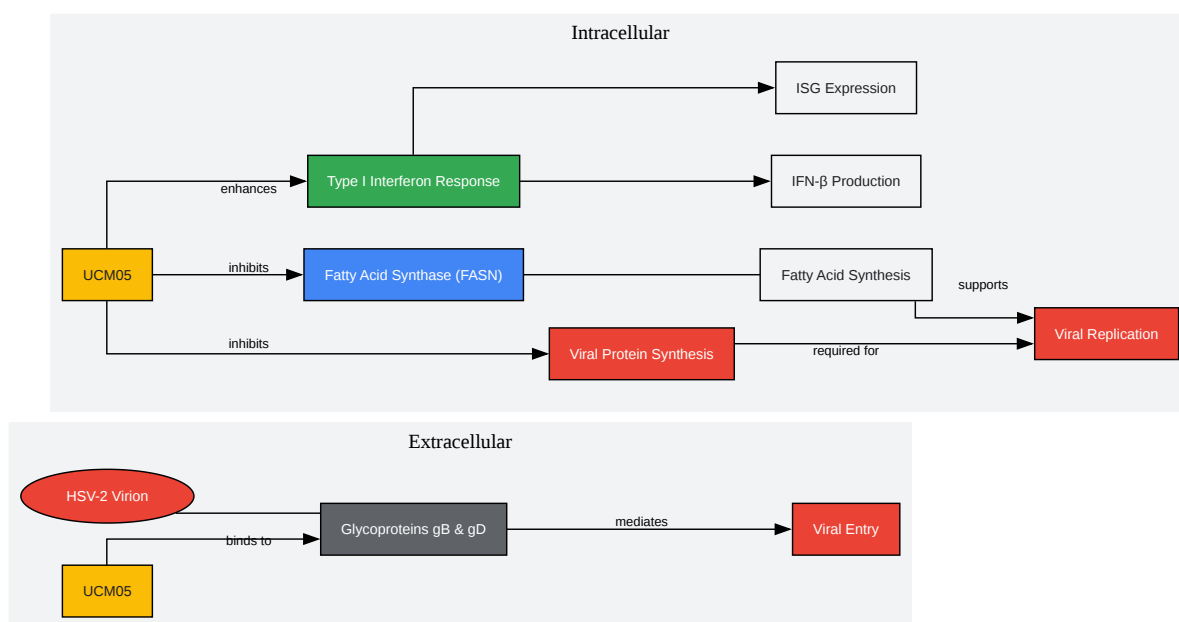 Intracellular
ISG Expression
enhances
Type I Interferon Response
IFN-β Production
UCM05
inhibits
Fatty Acid Synthase (FASN)
Fatty Acid Synthesis
supports
inhibits
Viral Protein Synthesis
required for
Viral Replication
Extracellular
HSV-2 Virion
binds to
Glycoproteins gB & gD
mediates
Viral Entry
UCM05